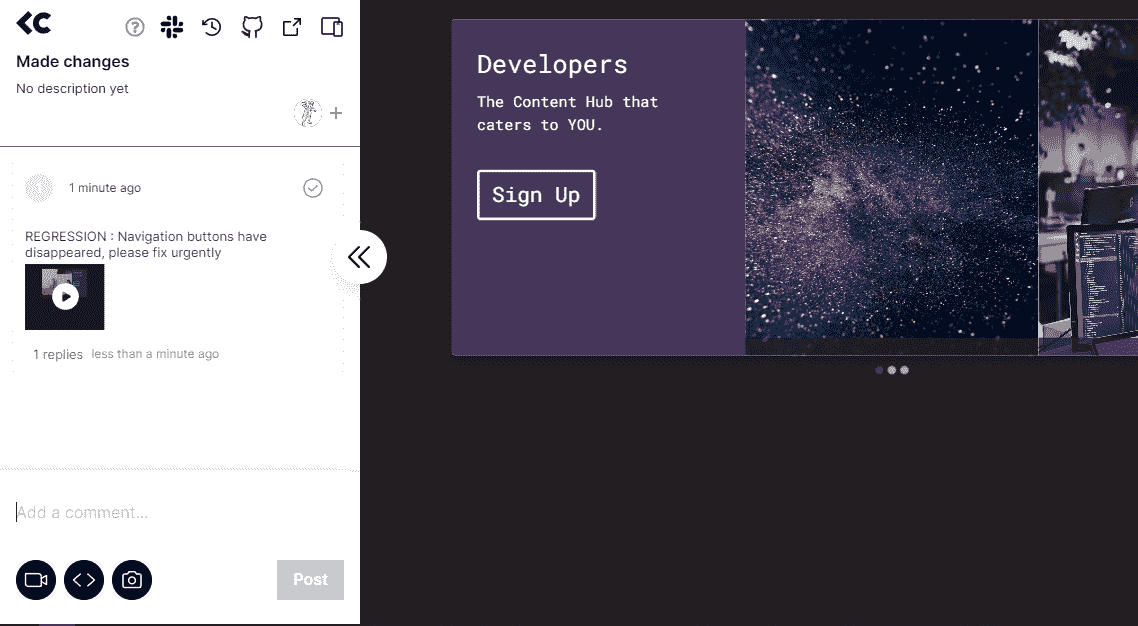 Made changes
No description yet
1 minute ago
REGRESSION : Navigation buttons have
disappeared, please fix urgently
1 replies less than a minute ago
Add a comment...
Post
Developers
The Content Hub that
caters to YOU.
Sign Up